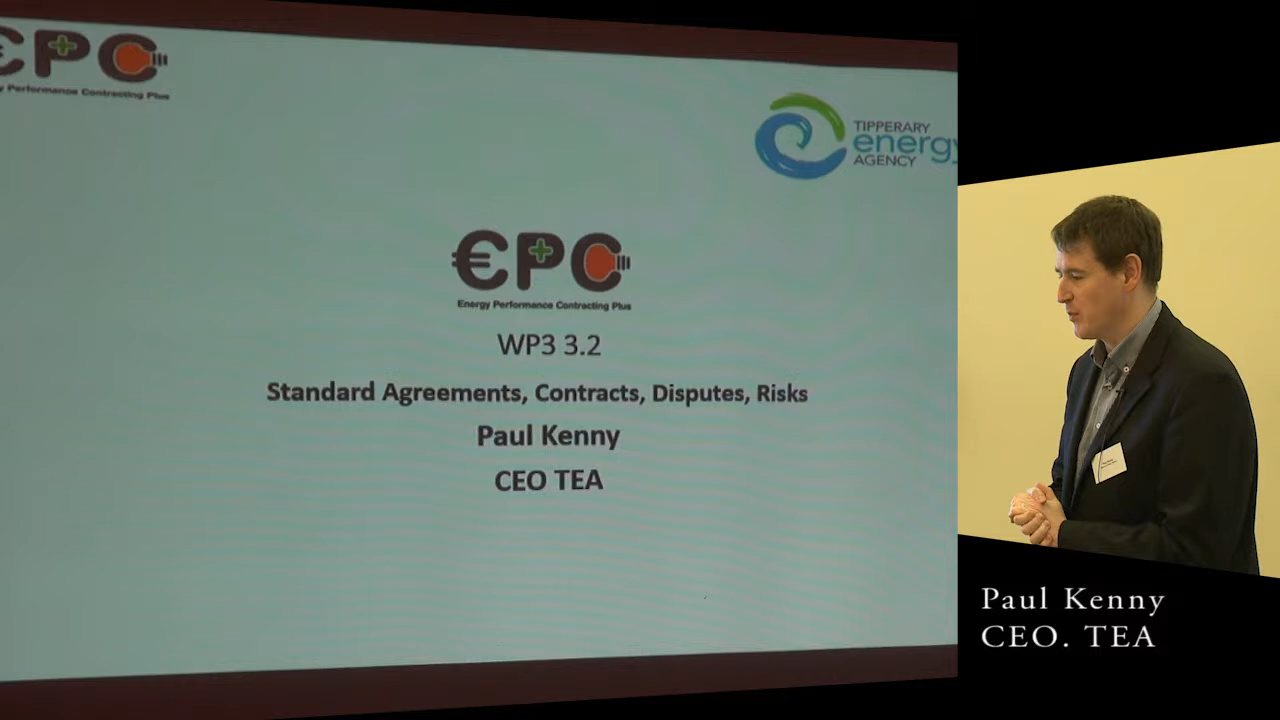 €PC
y Performance Contracting Plus
TIPPERARY
energy
AGENCY
€PC
Energy Performance Contracting Plus
WP3 3.2
Standard Agreements, Contracts, Disputes, Risks
Paul Kenny
CEO TEA
Paul Kenny
CEO. TEA